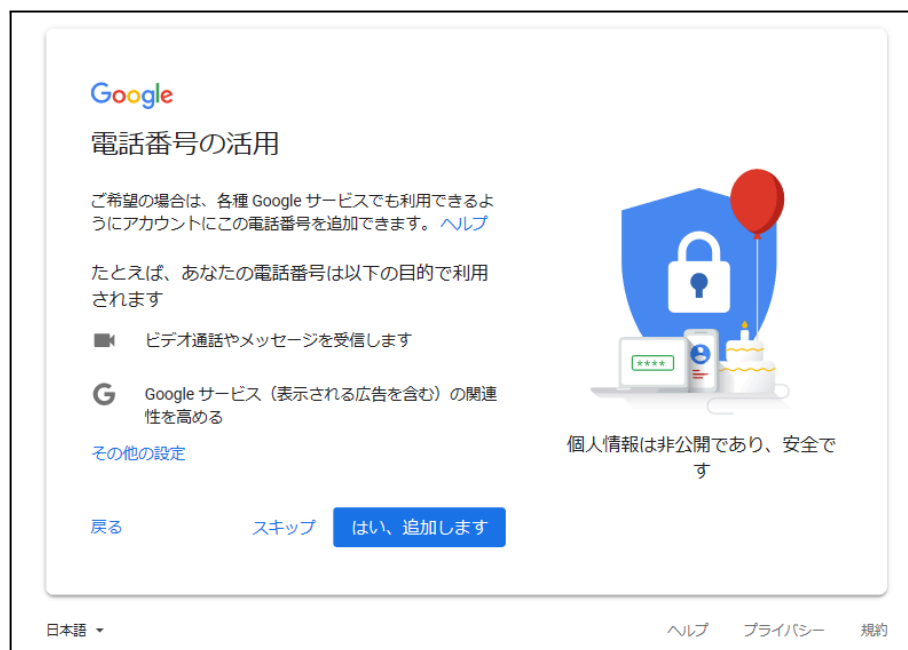 Google
電話番号の活用
ご希望の場合は、各種 Google サービスでも利用できるよ
うにアカウントにこの電話番号を追加できます。 ヘルプ
たとえば、あなたの電話番号は以下の目的で利用
されます
ビデオ通話やメッセージを受信します
G
Google サービス（表示される広告を含む）の関連
性を高める
その他の設定
戻る スキップ はい、追加します
****
個人情報は非公開であり、安全で
す
日本語 ヘルプ プライバシー 規約